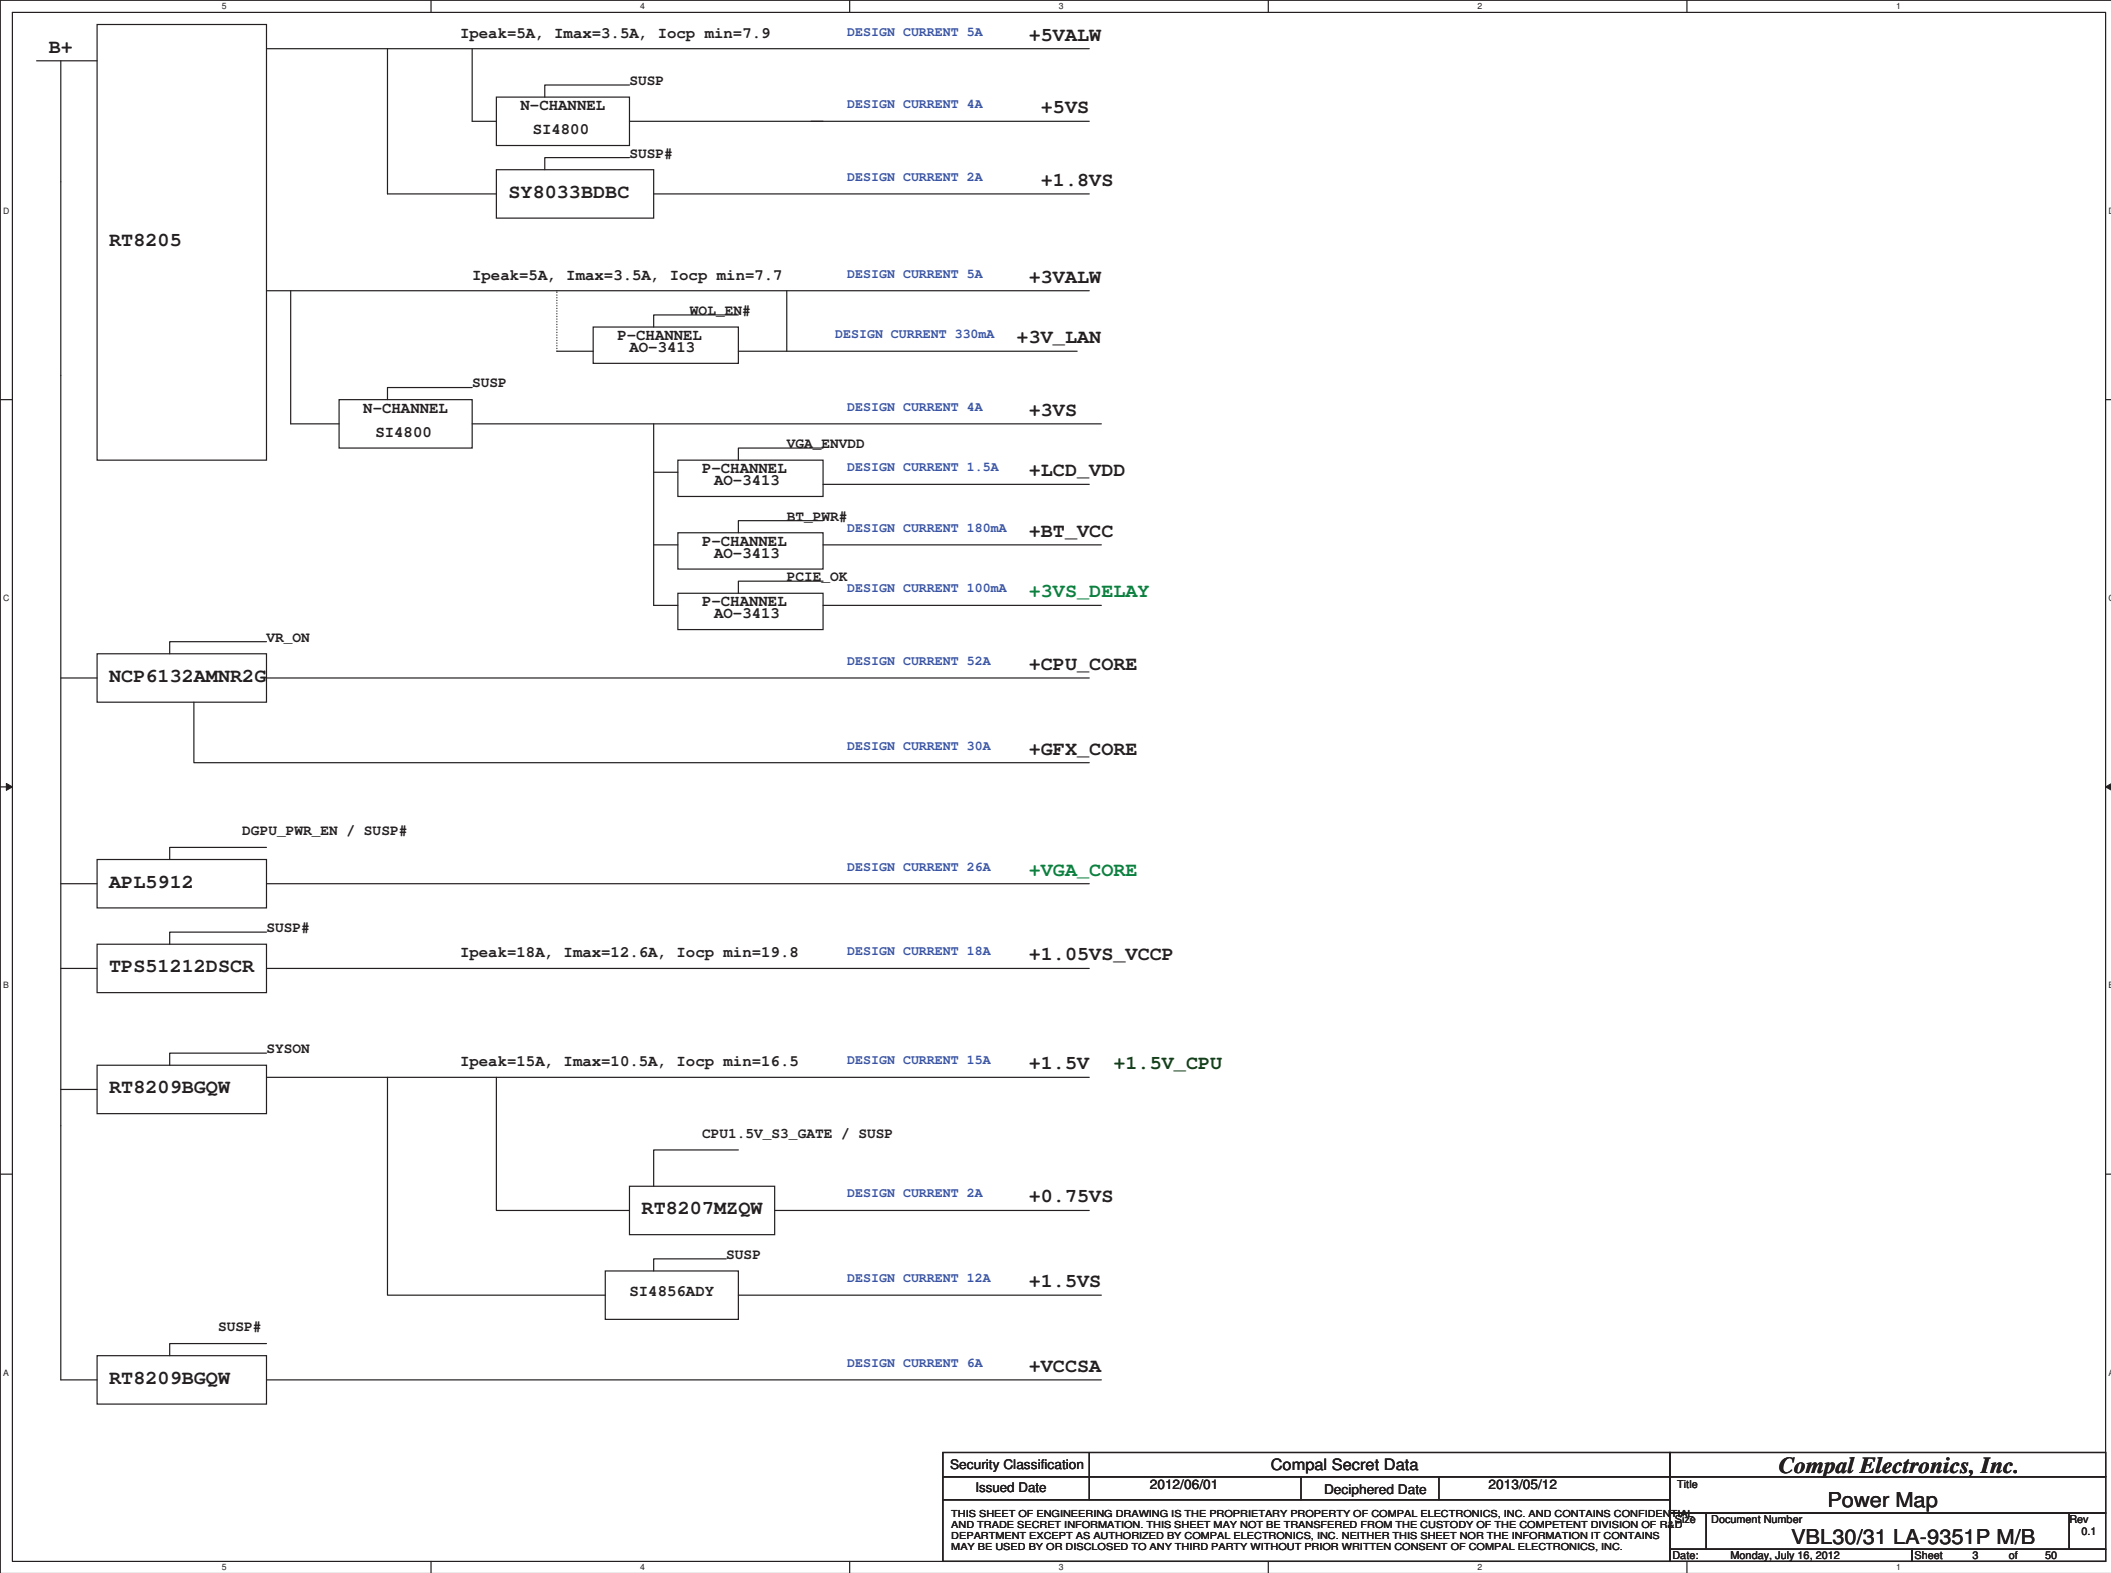 5 4 3 2 1
B+
Ipeak=5A, Imax=3.5A, Iocp min=7.9 DESIGN CURRENT 5A +5VALW
SUSP
N-CHANNEL
SI4800
DESIGN CURRENT 4A +5VS
SUSP#
SY8033BDBC
DESIGN CURRENT 2A +1.8VS
D
RT8205
Ipeak=5A, Imax=3.5A, Iocp min=7.7 DESIGN CURRENT 5A +3VALW
WOL_EN#
P-CHANNEL
AO-3413
DESIGN CURRENT 330mA +3V_LAN
SUSP
N-CHANNEL
SI4800
DESIGN CURRENT 4A +3VS
VGA_ENVDD
P-CHANNEL
AO-3413
DESIGN CURRENT 1.5A +LCD_VDD
BT_PWR#
P-CHANNEL
AO-3413
DESIGN CURRENT 180mA +BT_VCC
PCIE_OK
P-CHANNEL
AO-3413
DESIGN CURRENT 100mA +3VS_DELAY
C
VR_ON
NCP6132AMNR2G
DESIGN CURRENT 52A +CPU_CORE
DESIGN CURRENT 30A +GFX_CORE
DGPU_PWR_EN / SUSP#
APL5912
DESIGN CURRENT 26A +VGA_CORE
SUSP#
TPS51212DSCR
Ipeak=18A, Imax=12.6A, Iocp min=19.8 DESIGN CURRENT 18A +1.05VS_VCCP
B
SYSON
RT8209BGQW
Ipeak=15A, Imax=10.5A, Iocp min=16.5 DESIGN CURRENT 15A +1.5V +1.5V_CPU
CPU1.5V_S3_GATE / SUSP
RT8207MZQW
DESIGN CURRENT 2A +0.75VS
SUSP
SI4856ADY
DESIGN CURRENT 12A +1.5VS
SUSP#
RT8209BGQW
DESIGN CURRENT 6A +VCCSA
A
Security Classification Compal Secret Data
Issued Date 2012/06/01 Deciphered Date 2013/05/12
THIS SHEET OF ENGINEERING DRAWING IS THE PROPRIETARY PROPERTY OF COMPAL ELECTRONICS, INC. AND CONTAINS CONFIDENTIAL
AND TRADE SECRET INFORMATION. THIS SHEET MAY NOT BE TRANSFERED FROM THE CUSTODY OF THE COMPETENT DIVISION OF R&D
DEPARTMENT EXCEPT AS AUTHORIZED BY COMPAL ELECTRONICS, INC. NEITHER THIS SHEET NOR THE INFORMATION IT CONTAINS
MAY BE USED BY OR DISCLOSED TO ANY THIRD PARTY WITHOUT PRIOR WRITTEN CONSENT OF COMPAL ELECTRONICS, INC.
Compal Electronics, Inc.
Title
Power Map
Size Document Number Rev
VBL30/31 LA-9351P M/B 0.1
Date: Monday, July 16, 2012 Sheet 3 of 50
5 4 3 2 1